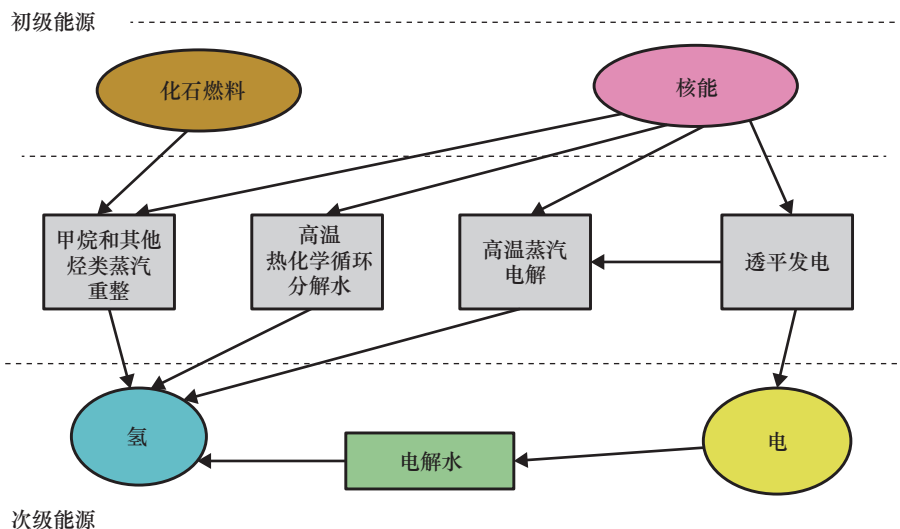 初级能源
化石燃料
核能
甲烷和其他
烃类蒸汽
重整
高温
热化学循环
分解水
高温蒸汽
电解
透平发电
氢
电解水
电
次级能源